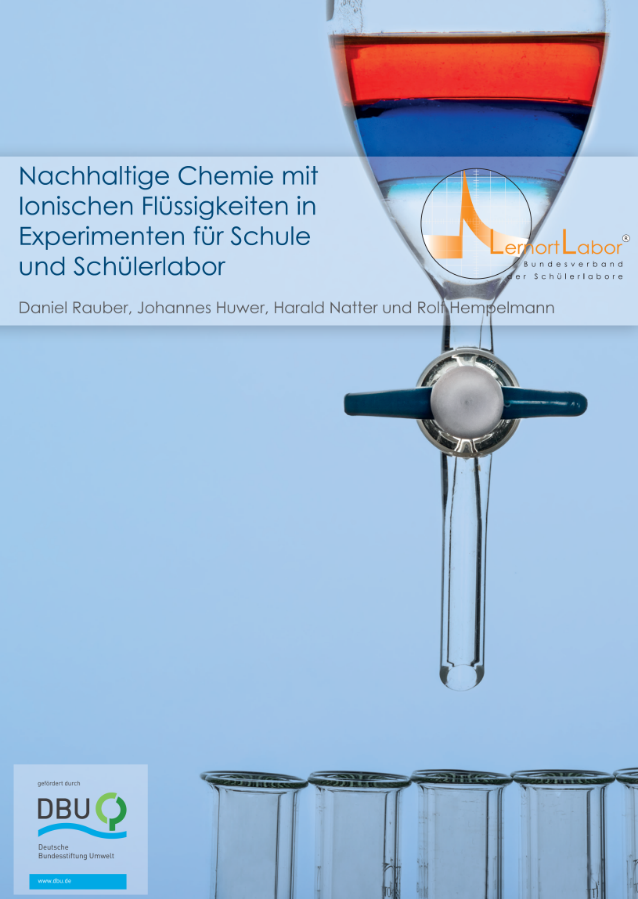 Nachhaltige Chemie mit
Ionischen Flüssigkeiten in
Experimenten für Schule
und Schülerlabor
LernortLabor®
Bundesverband
der Schülerlabore
Daniel Rauber, Johannes Huwer, Harald Natter und Rolf Hempelmann
gefördert durch
DBU
Deutsche
Bundesstiftung Umwelt
www.dbu.de